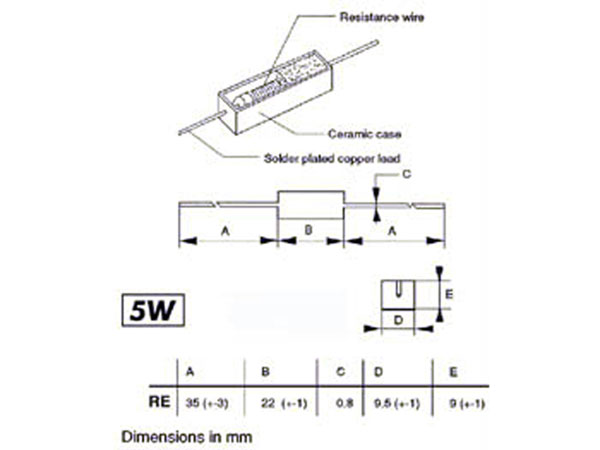 Resistance wire
Ceramic case
Solder plated copper lead
C
A B A
E
D
5W
A B C D E
RE 35 (+-3) 22 (+-1) 0,8 9,5 (+-1) 9 (+-1)
Dimensions in mm